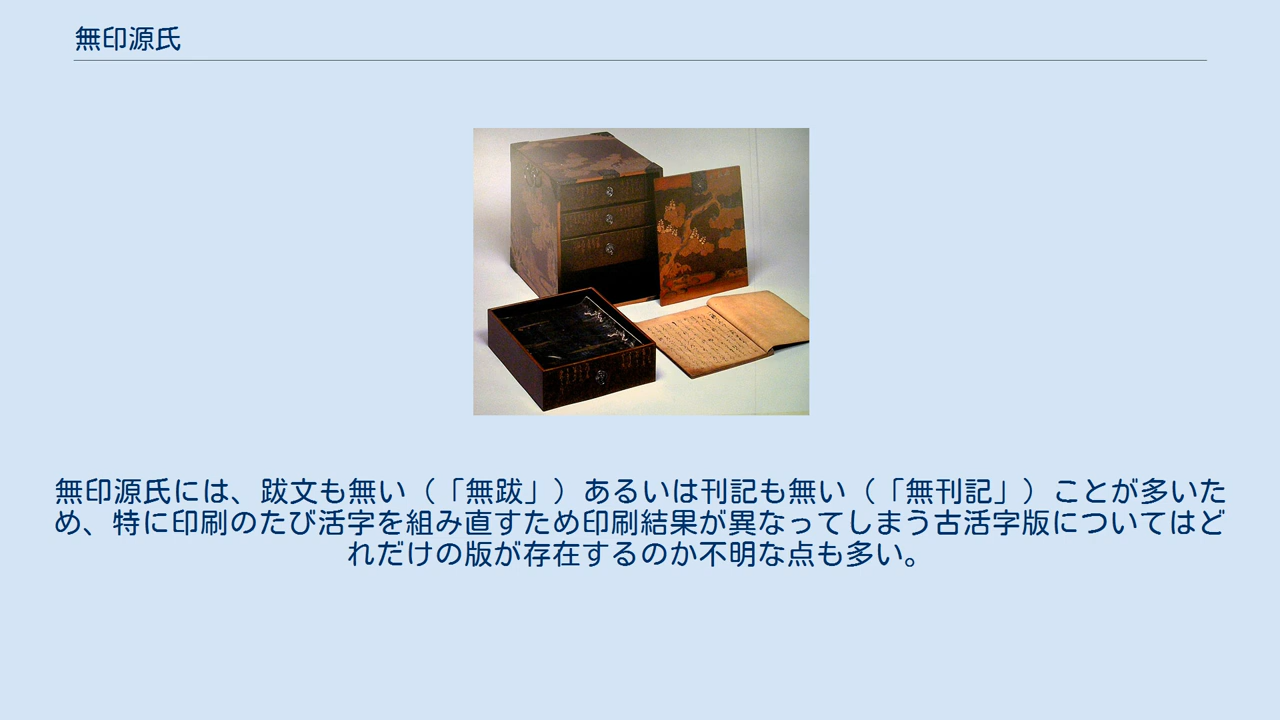 無印源氏
無印源氏には、跋文も無い（「無跋」）あるいは刊記も無い（「無刊記」）ことが多いた
め、特に印刷のたび活字を組み直すため印刷結果が異なってしまう古活字版についてはど
れだけの版が存在するのか不明な点も多い。